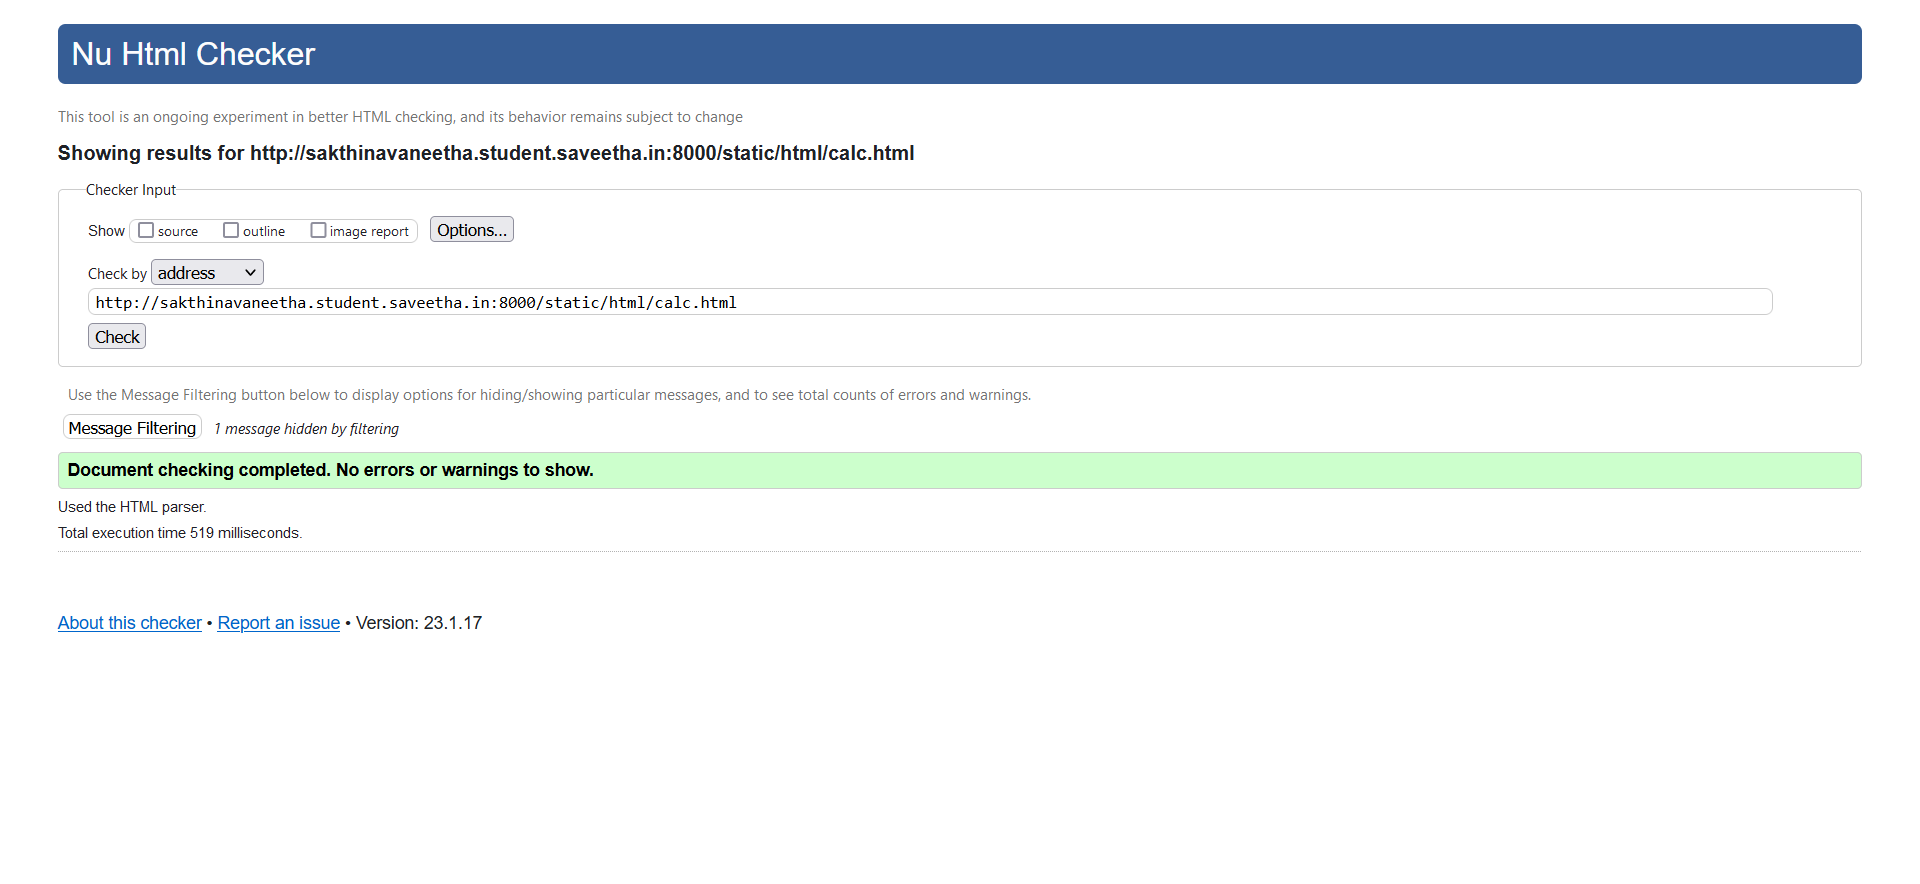 Nu Html Checker
This tool is an ongoing experiment in better HTML checking, and its behavior remains subject to change
Showing results for http://sakthinavaneetha.student.saveetha.in:8000/static/html/calc.html
Checker Input
Show source outline image report Options...
Check by address
http://sakthinavaneetha.student.saveetha.in:8000/static/html/calc.html
Check
Use the Message Filtering button below to display options for hiding/showing particular messages, and to see total counts of errors and warnings.
Message Filtering 1 message hidden by filtering
Document checking completed. No errors or warnings to show.
Used the HTML parser.
Total execution time 519 milliseconds.
About this checker • Report an issue • Version: 23.1.17